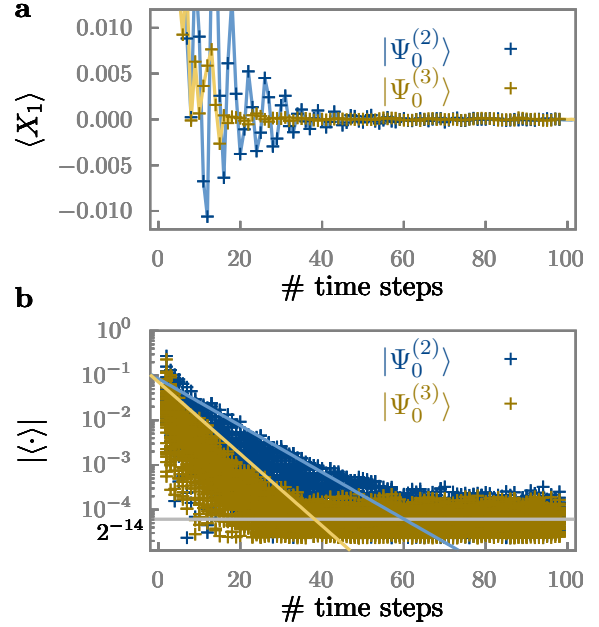 a
0.010
0.005
0.000
−0.005
−0.010
⟨X₁⟩
|Ψ₀⁽²⁾⟩
|Ψ₀⁽³⁾⟩
0 20 40 60 80 100
# time steps
b
10⁰
10⁻¹
10⁻²
10⁻³
10⁻⁴
2⁻¹⁴
|⟨·⟩|
|Ψ₀⁽²⁾⟩
|Ψ₀⁽³⁾⟩
0 20 40 60 80 100
# time steps